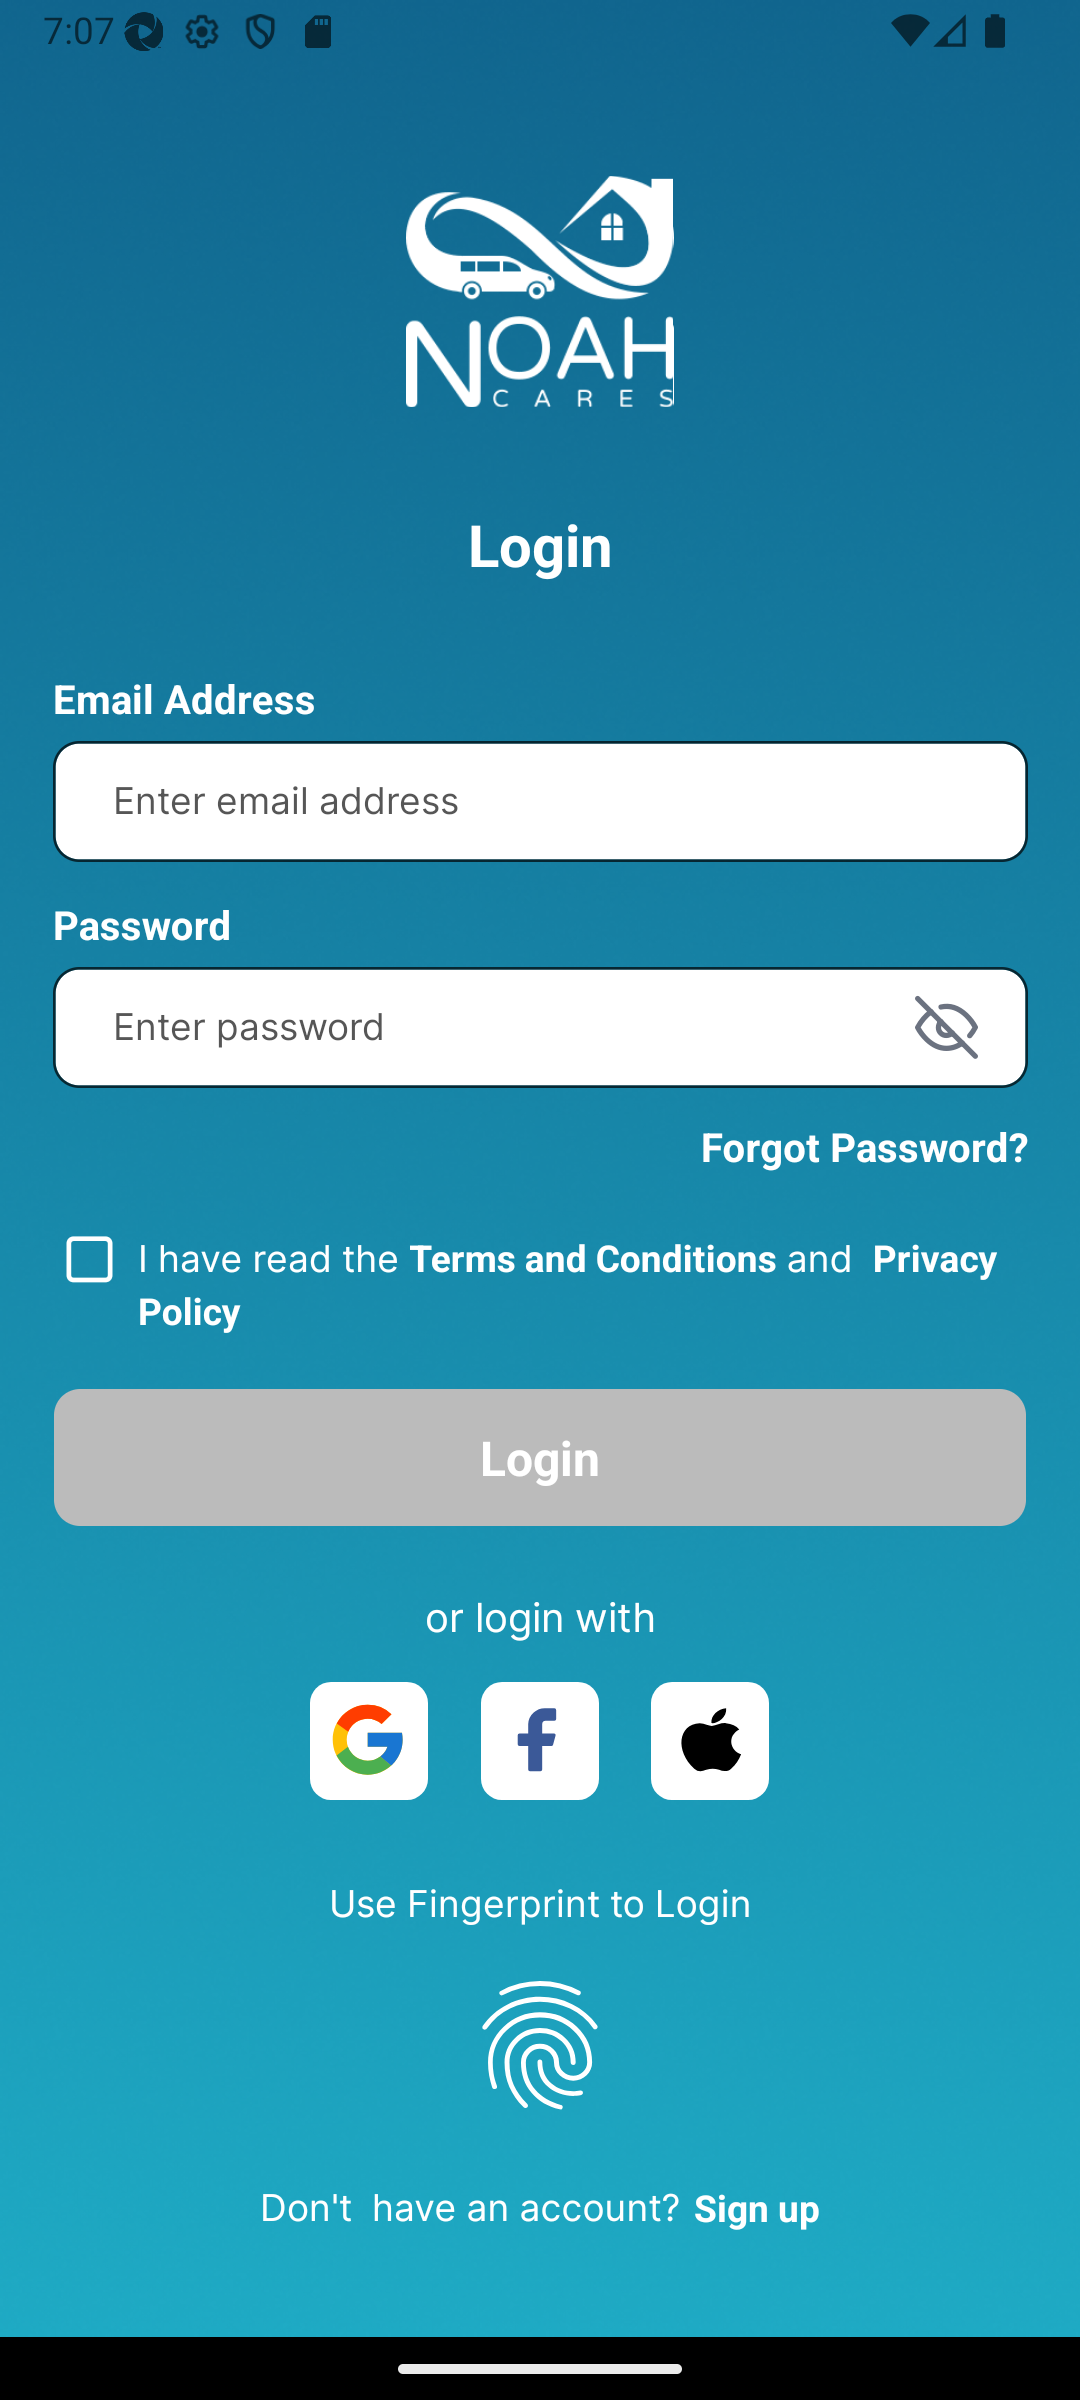 7:07
NOAH
CARES
Login
Email Address
Enter email address
Password
Enter password
Forgot Password?
I have read the Terms and Conditions and Privacy
Policy
Login
or login with
Use Fingerprint to Login
Don't have an account? Sign up